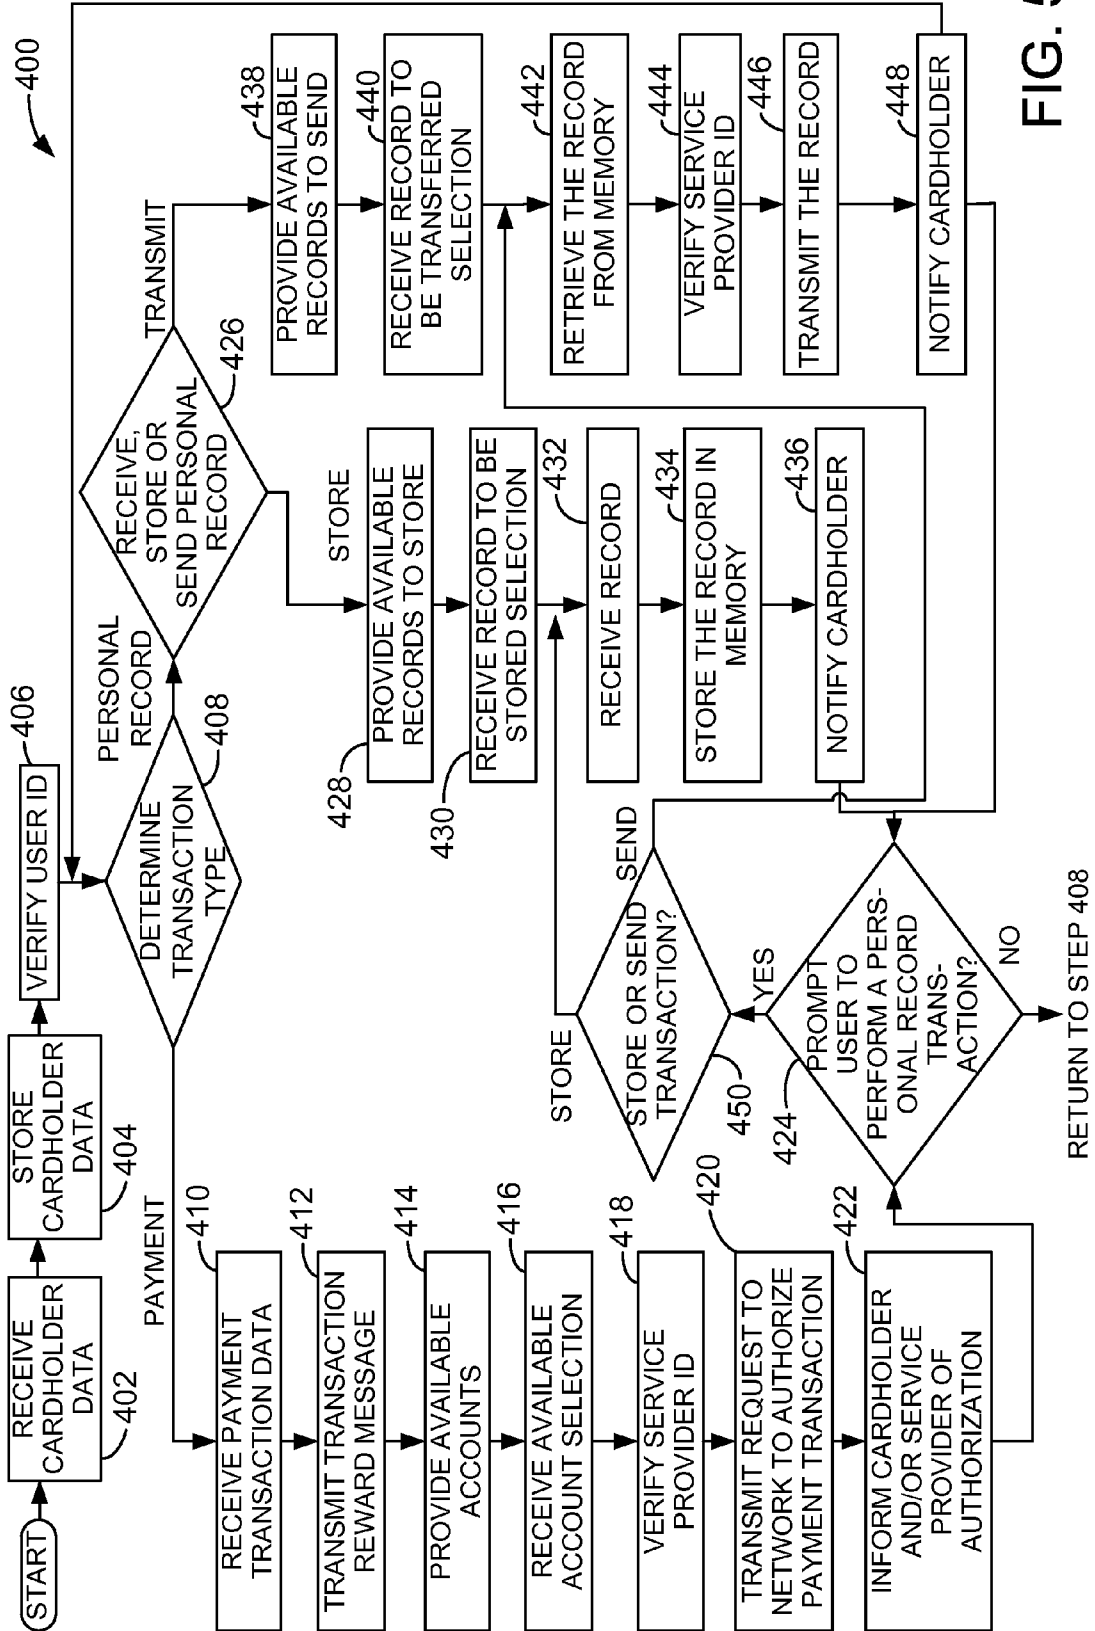 400
START
RECEIVE
CARDHOLDER
DATA
402
STORE
CARDHOLDER
DATA
404
VERIFY USER ID
406
DETERMINE
TRANSACTION
TYPE
408
PAYMENT
PERSONAL
RECORD
RECEIVE PAYMENT
TRANSACTION DATA
410
TRANSMIT TRANSACTION
REWARD MESSAGE
412
PROVIDE AVAILABLE
ACCOUNTS
414
RECEIVE AVAILABLE
ACCOUNT SELECTION
416
VERIFY SERVICE
PROVIDER ID
418
TRANSMIT REQUEST TO
NETWORK TO AUTHORIZE
PAYMENT TRANSACTION
420
INFORM CARDHOLDER
AND/OR SERVICE
PROVIDER OF
AUTHORIZATION
422
RECEIVE,
STORE OR
SEND PERSONAL
RECORD
426
STORE
TRANSMIT
PROVIDE AVAILABLE
RECORDS TO STORE
428
RECEIVE RECORD TO BE
STORED SELECTION
430
RECEIVE RECORD
432
STORE THE RECORD IN
MEMORY
434
NOTIFY CARDHOLDER
436
PROVIDE AVAILABLE
RECORDS TO SEND
438
RECEIVE RECORD TO
BE TRANSFERRED
SELECTION
440
RETRIEVE THE RECORD
FROM MEMORY
442
VERIFY SERVICE
PROVIDER ID
444
TRANSMIT THE RECORD
446
NOTIFY CARDHOLDER
448
STORE
STORE OR SEND
TRANSACTION?
SEND
450
YES
PROMPT
USER TO
PERFORM A PERS-
ONAL RECORD
TRANS-
ACTION?
424
NO
RETURN TO STEP 408
FIG.